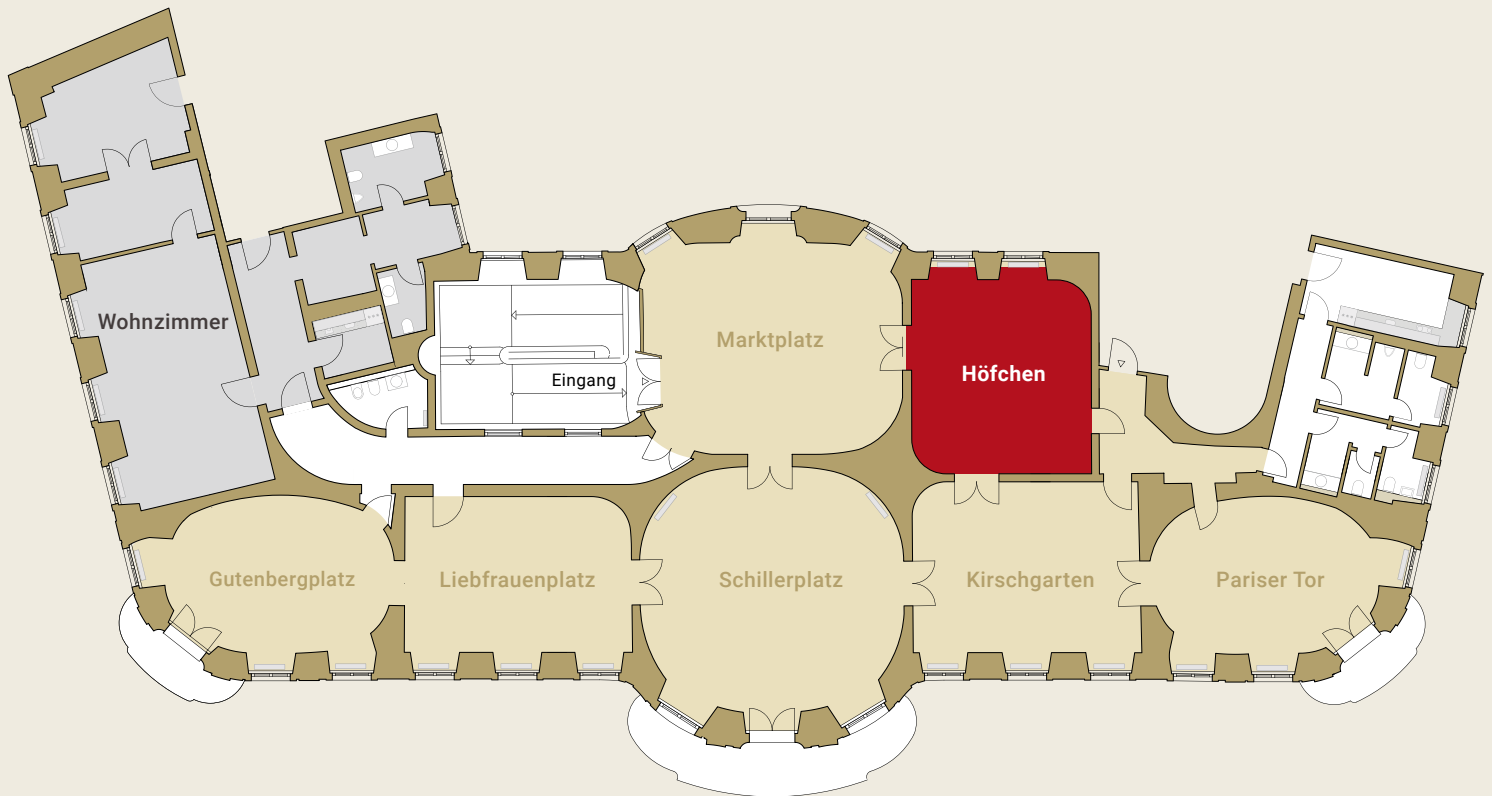 Wohnzimmer
Marktplatz
Eingang
Höfchen
Gutenbergplatz
Liebfrauenplatz
Schillerplatz
Kirschgarten
Pariser Tor